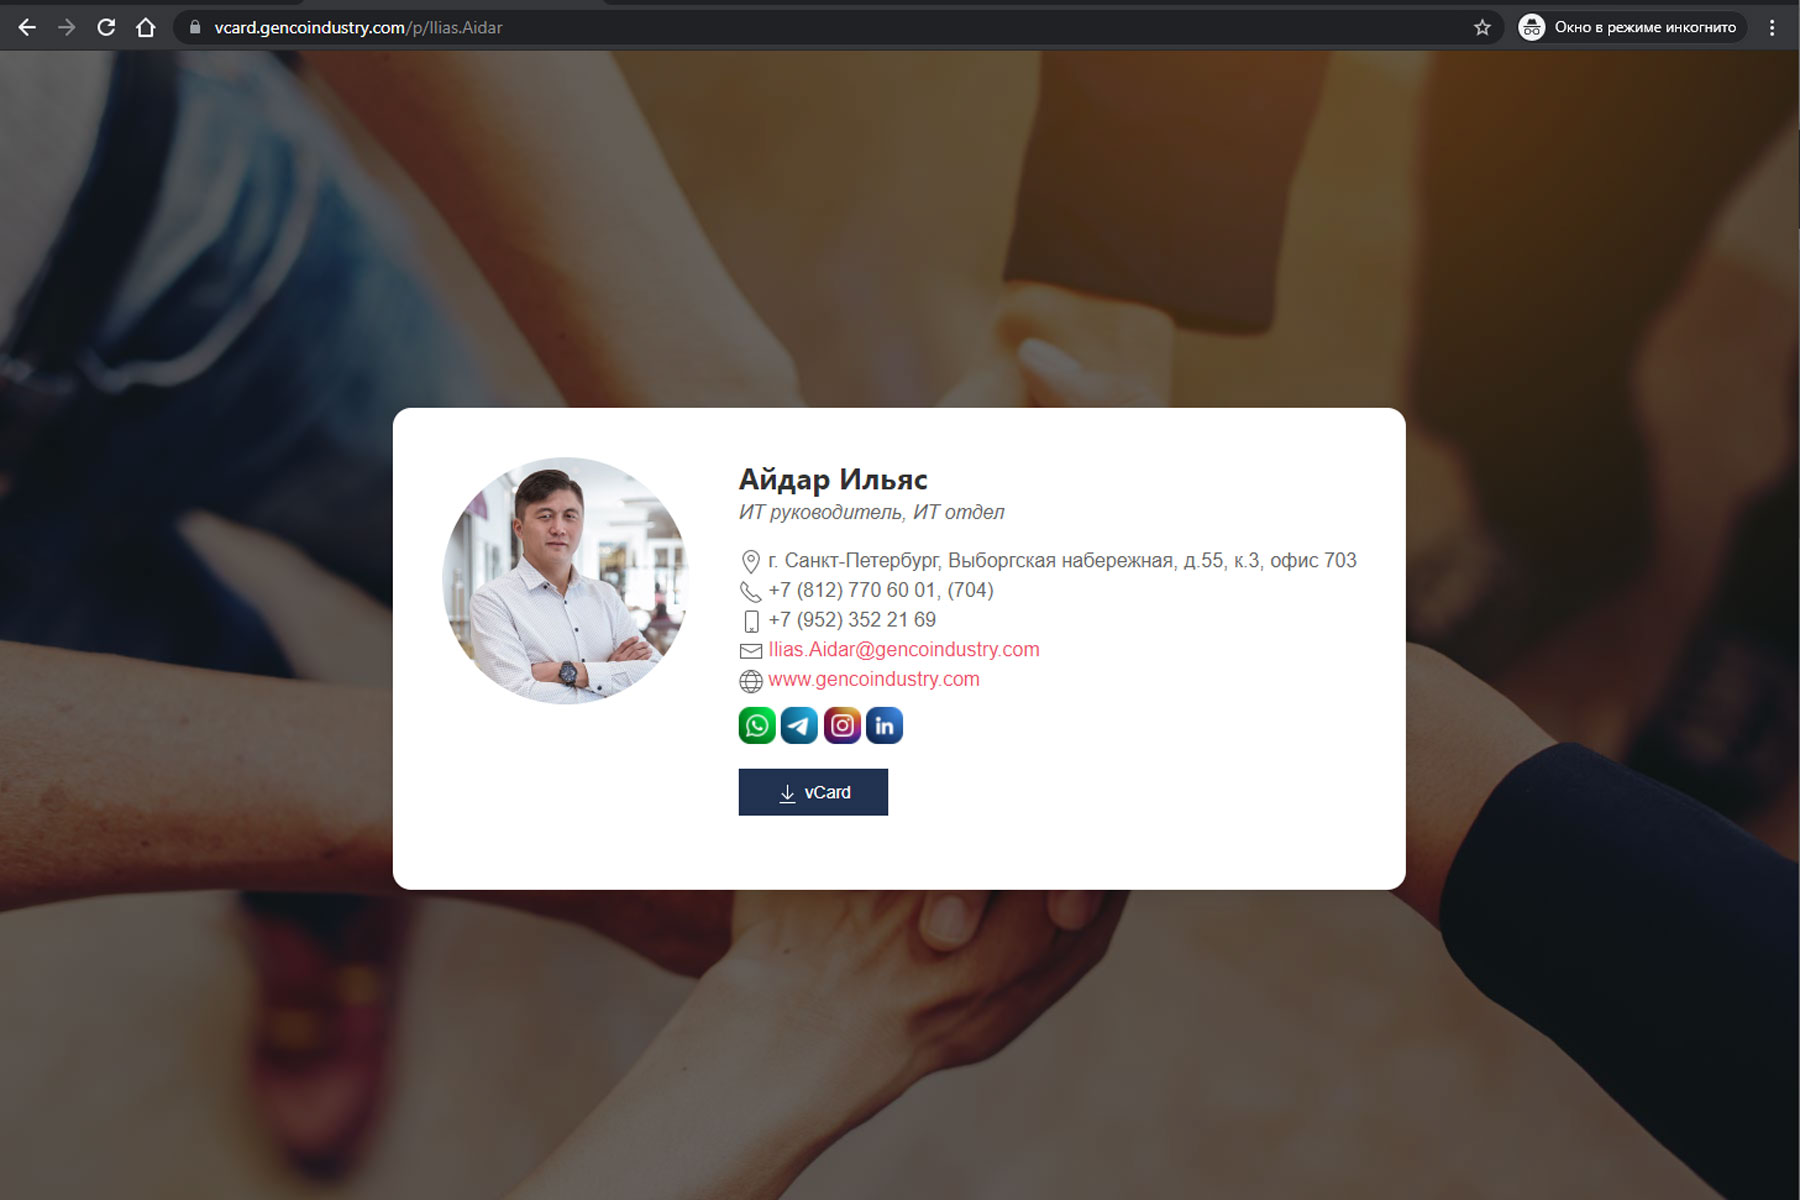 vcard.gencoindustry.com/p/Ilias.Aidar
Окно в режиме инкогнито
Айдар Ильяс
ИТ руководитель, ИТ отдел
г. Санкт-Петербург, Выборгская набережная, д.55, к.3, офис 703
+7 (812) 770 60 01, (704)
+7 (952) 352 21 69
Ilias.Aidar@gencoindustry.com
www.gencoindustry.com
in
vCard